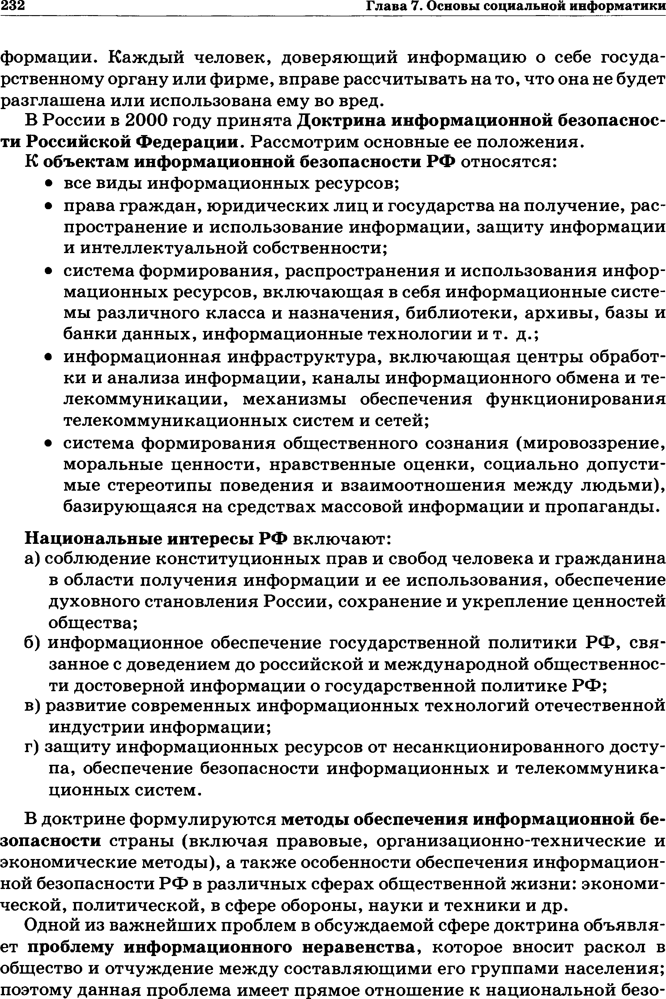 232 Глава 7. Основы социальной информатики
формации. Каждый человек, доверяющий информацию о себе госуда-
рственному органу или фирме, вправе рассчитывать на то, что она не будет
разглашена или использована ему во вред.
В России в 2000 году принята Доктрина информационной безопаснос-
ти Российской Федерации. Рассмотрим основные ее положения.
К объектам информационной безопасности РФ относятся:
• все виды информационных ресурсов;
• права граждан, юридических лиц и государства на получение, рас-
пространение и использование информации, защиту информации
и интеллектуальной собственности;
• система формирования, распространения и использования инфор-
мационных ресурсов, включающая в себя информационные систе-
мы различного класса и назначения, библиотеки, архивы, базы и
банки данных, информационные технологии и т. д.;
• информационная инфраструктура, включающая центры обработ-
ки и анализа информации, каналы информационного обмена и те-
лекоммуникации, механизмы обеспечения функционирования
телекоммуникационных систем и сетей;
• система формирования общественного сознания (мировоззрение,
моральные ценности, нравственные оценки, социально допусти-
мые стереотипы поведения и взаимоотношения между людьми),
базирующаяся на средствах массовой информации и пропаганды.
Национальные интересы РФ включают:
а) соблюдение конституционных прав и свобод человека и гражданина
в области получения информации и ее использования, обеспечение
духовного становления России, сохранение и укрепление ценностей
общества;
б) информационное обеспечение государственной политики РФ, свя-
занное с доведением до российской и международной общественнос-
ти достоверной информации о государственной политике РФ;
в) развитие современных информационных технологий отечественной
индустрии информации;
г) защиту информационных ресурсов от несанкционированного досту-
па, обеспечение безопасности информационных и телекоммуника-
ционных систем.
В доктрине формулируются методы обеспечения информационной бе-
зопасности страны (включая правовые, организационно-технические и
экономические методы), а также особенности обеспечения информацион-
ной безопасности РФ в различных сферах общественной жизни: экономи-
ческой, политической, в сфере обороны, науки и техники и др.
Одной из важнейших проблем в обсуждаемой сфере доктрина объявля-
ет проблему информационного неравенства, которое вносит раскол в
общество и отчуждение между составляющими его группами населения;
поэтому данная проблема имеет прямое отношение к национальной безо-